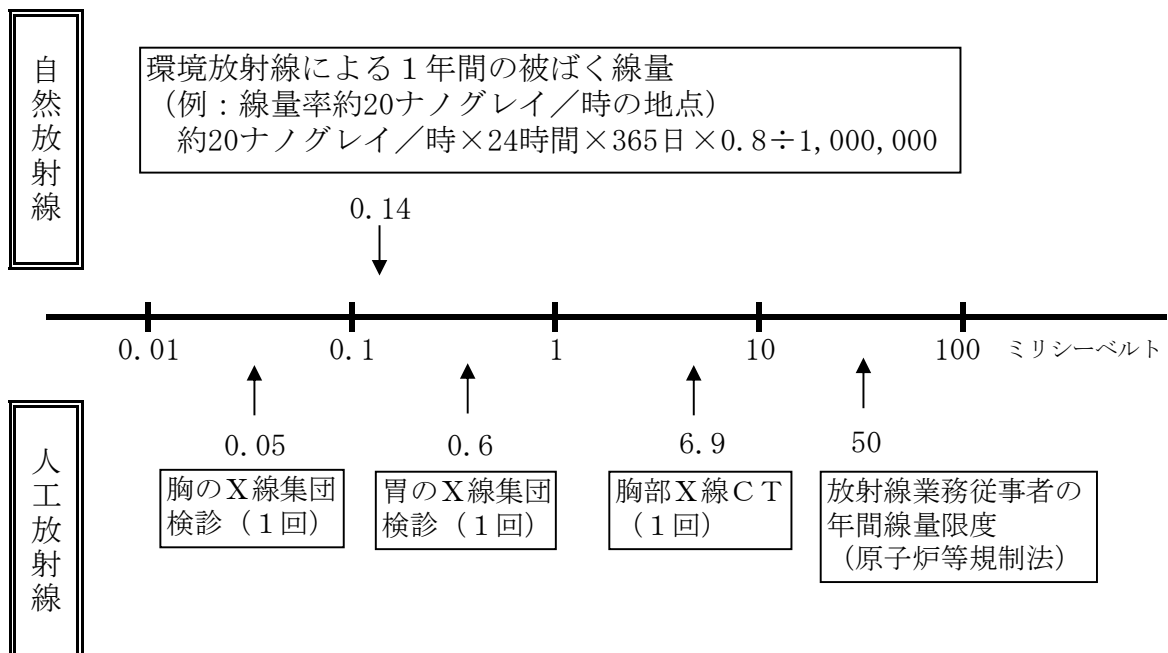 自然放射線
環境放射線による１年間の被ばく線量
（例：線量率約20ナノグレイ／時の地点）
約20ナノグレイ／時×24時間×365日×0.8÷1,000,000
0.14
0.01 0.1 1 10 100 ミリシーベルト
人工放射線
0.05
胸のＸ線集団
検診（１回）
0.6
胃のＸ線集団
検診（１回）
6.9
胸部Ｘ線ＣＴ
（１回）
50
放射線業務従事者の
年間線量限度
（原子炉等規制法）